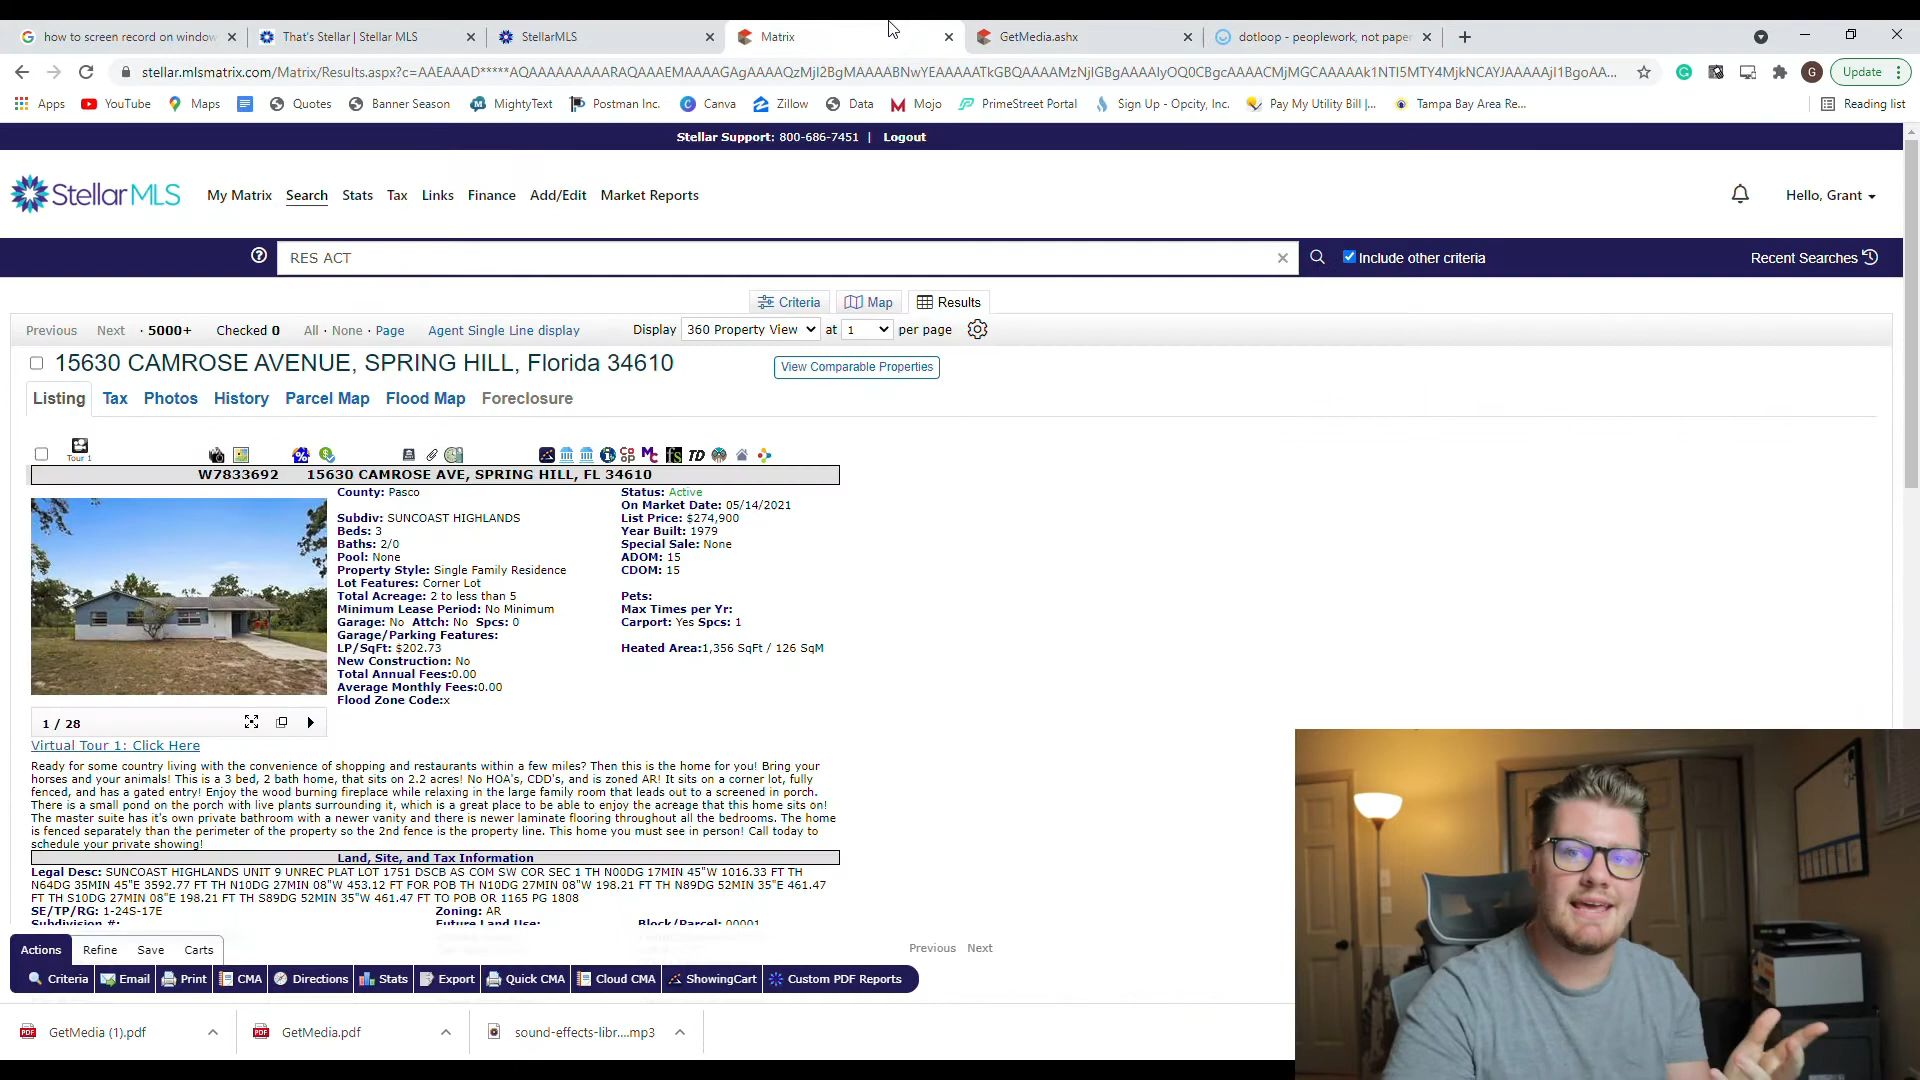 how to screen record on window
That's Stellar | Stellar MLS
StellarMLS
Matrix
GetMedia.ashx
dotloop - peoplework, not paper
stellar.mlsmatrix.com/Matrix/Results.aspx?c=AAEAAAD*****AQAAAAAAAAARAQAAAEMAAAAGAgAAAAQzMjI2BgMAAAABNwYEAAAAATkGBQAAAAMzNjIGBgAAAAIyOQ0CBgcAAAACMjMGCAAAAAk1NTI5MTY4MjkNCAYJAAAAAjI1BgoAA...
G
Update
Apps
YouTube
Maps
Quotes
Banner Season
MightyText
Postman Inc.
Canva
Zillow
Data
Mojo
PrimeStreet Portal
Sign Up - Opcity, Inc.
Pay My Utility Bill |...
Tampa Bay Area Re...
Reading list
Stellar Support: 800-686-7451 | Logout
StellarMLS
My Matrix Search Stats Tax Links Finance Add/Edit Market Reports
Hello, Grant
RES ACT
Include other criteria
Recent Searches
Criteria Map Results
Previous Next · 5000+ Checked 0 All · None · Page Agent Single Line display Display 360 Property View at 1 per page
15630 CAMROSE AVENUE, SPRING HILL, Florida 34610
View Comparable Properties
Listing Tax Photos History Parcel Map Flood Map Foreclosure
Tour 1
W7833692 15630 CAMROSE AVE, SPRING HILL, FL 34610
County: Pasco
Subdiv: SUNCOAST HIGHLANDS
Beds: 3
Baths: 2/0
Pool: None
Property Style: Single Family Residence
Lot Features: Corner Lot
Total Acreage: 2 to less than 5
Minimum Lease Period: No Minimum
Garage: No Attch: No Spcs: 0
Garage/Parking Features:
LP/SqFt: $202.73
New Construction: No
Total Annual Fees:0.00
Average Monthly Fees:0.00
Flood Zone Code:x
Status: Active
On Market Date: 05/14/2021
List Price: $274,900
Year Built: 1979
Special Sale: None
ADOM: 15
CDOM: 15
Pets:
Max Times per Yr:
Carport: Yes Spcs: 1
Heated Area:1,356 SqFt / 126 SqM
1 / 28
Virtual Tour 1: Click Here
Ready for some country living with the convenience of shopping and restaurants within a few miles? Then this is the home for you! Bring your
horses and your animals! This is a 3 bed, 2 bath home, that sits on 2.2 acres! No HOA's, CDD's, and is zoned AR! It sits on a corner lot, fully
fenced, and has a gated entry! Enjoy the wood burning fireplace while relaxing in the large family room that leads out to a screened in porch.
There is a small pond on the porch with live plants surrounding it, which is a great place to be able to enjoy the acreage that this home sits on!
The master suite has it's own private bathroom with a newer vanity and there is newer laminate flooring throughout all the bedrooms. The home
is fenced separately than the perimeter of the property so the 2nd fence is the property line. This home you must see in person! Call today to
schedule your private showing!
Land, Site, and Tax Information
Legal Desc: SUNCOAST HIGHLANDS UNIT 9 UNREC PLAT LOT 1751 DSCB AS COM SW COR SEC 1 TH N00DG 17MIN 45"W 1016.33 FT TH
N64DG 35MIN 45"E 3592.77 FT TH N10DG 27MIN 08"W 453.12 FT FOR POB TH N10DG 27MIN 08"W 198.21 FT TH N89DG 52MIN 35"E 461.47
FT TH S10DG 27MIN 08"E 198.21 FT TH S89DG 52MIN 35"W 461.47 FT TO POB OR 1165 PG 1808
SE/TP/RG: 1-24S-17E
Zoning: AR
Subdivision #:
Future Land Use:
Block/Parcel: 00001
Actions Refine Save Carts
Previous Next
Criteria Email Print CMA Directions Stats Export Quick CMA Cloud CMA ShowingCart Custom PDF Reports
GetMedia (1).pdf
GetMedia.pdf
sound-effects-libr....mp3